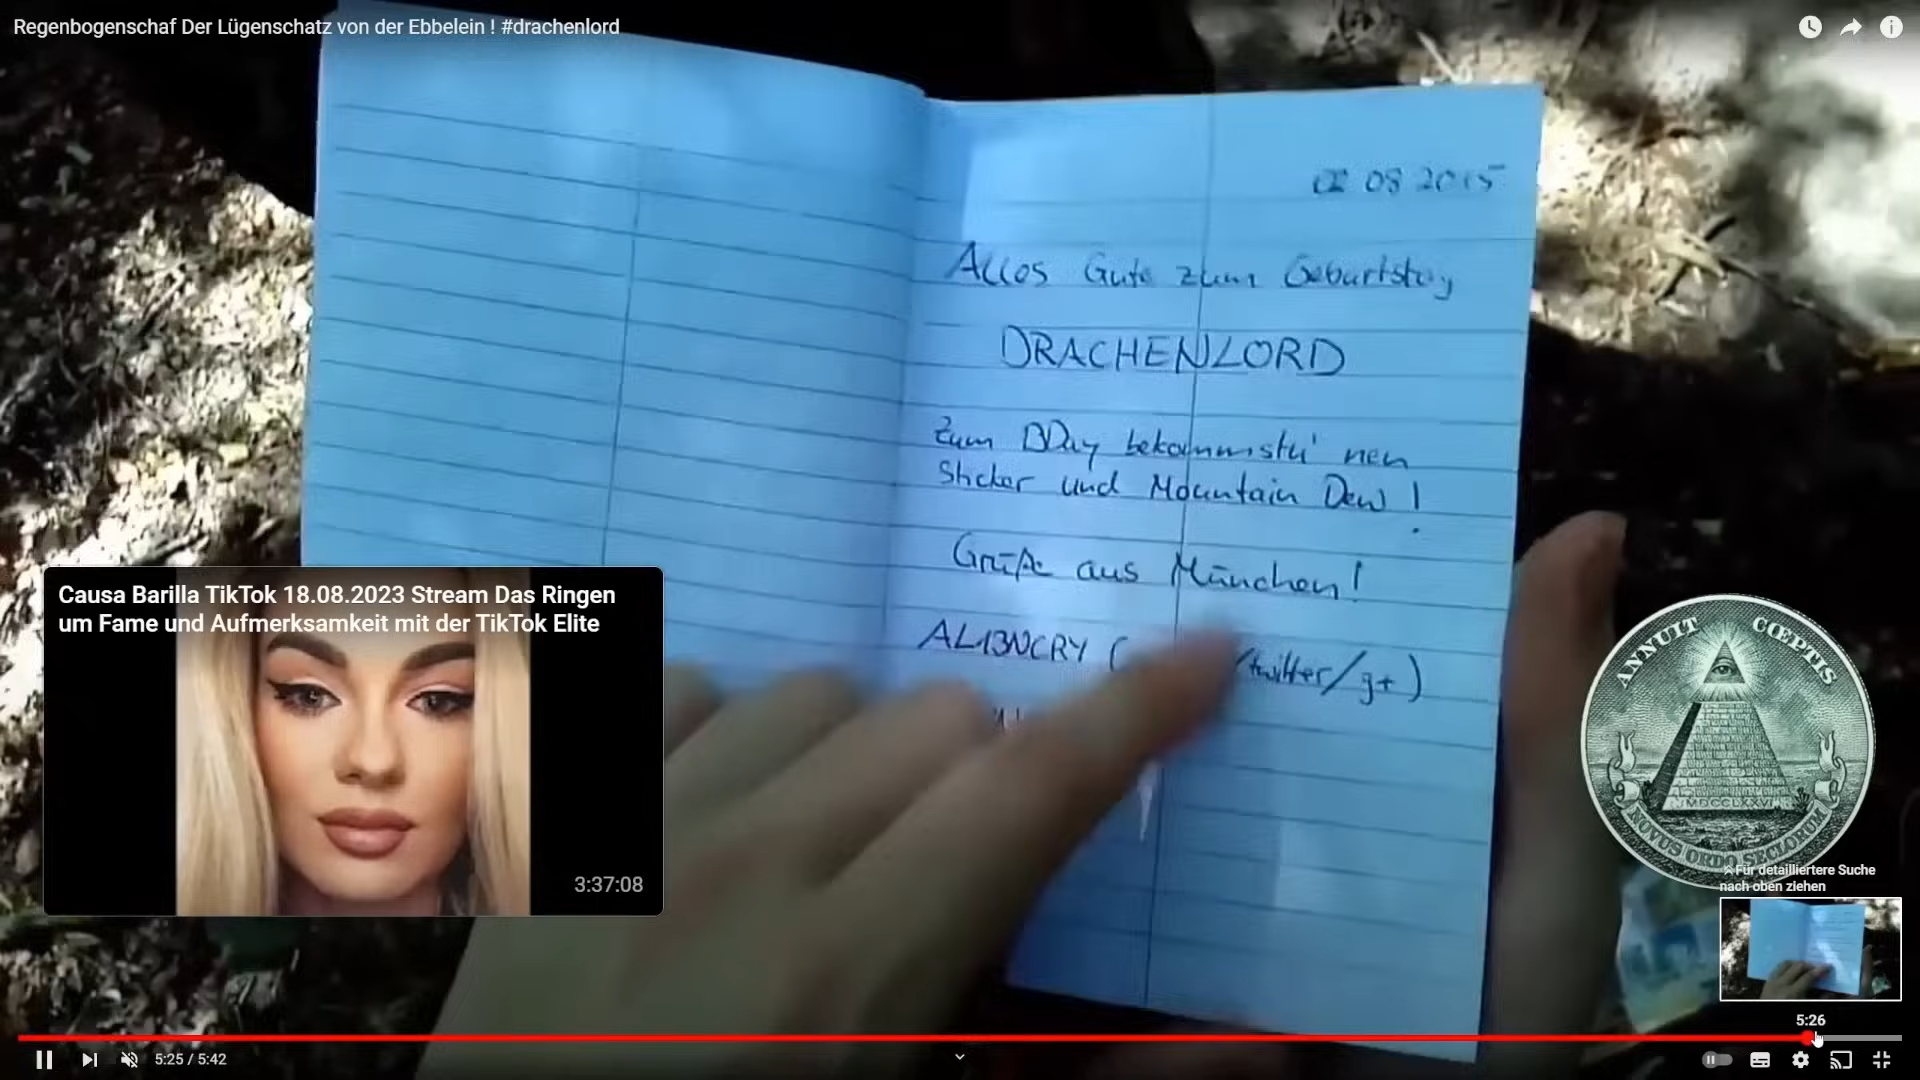 Regenbogenschaf Der Lügenschatz von der Ebbelein ! #drachenlord
02 08 2015
Alles Gute zum Geburtstag
DRACHENLORD
Zum DDay bekommstu' nen
Sticker und Mountain Dew !
Grüße aus München!
AL13NCRY ( /twitter/g+)
Causa Barilla TikTok 18.08.2023 Stream Das Ringen
um Fame und Aufmerksamkeit mit der TikTok Elite
3:37:08
ANNUIT CŒPTIS
MDCCLXXVI
NOVUS ORDO SECLORUM
Für detailliertere Suche
nach oben ziehen
5:26
5:25 / 5:42